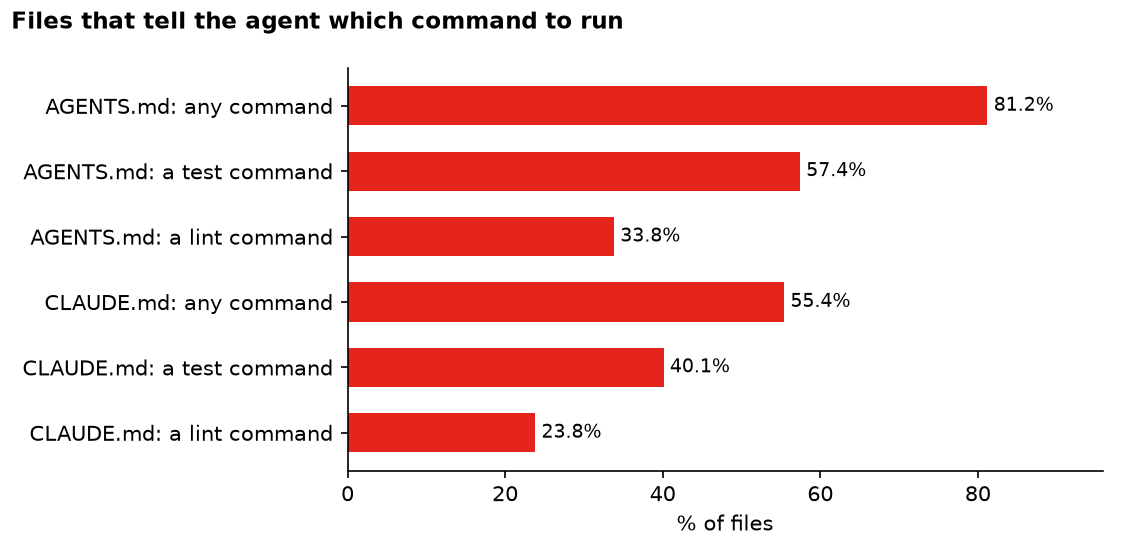 Files that tell the agent which command to run
AGENTS.md: any command
81.2%
AGENTS.md: a test command
57.4%
AGENTS.md: a lint command
33.8%
CLAUDE.md: any command
55.4%
CLAUDE.md: a test command
40.1%
CLAUDE.md: a lint command
23.8%
0 20 40 60 80
% of files